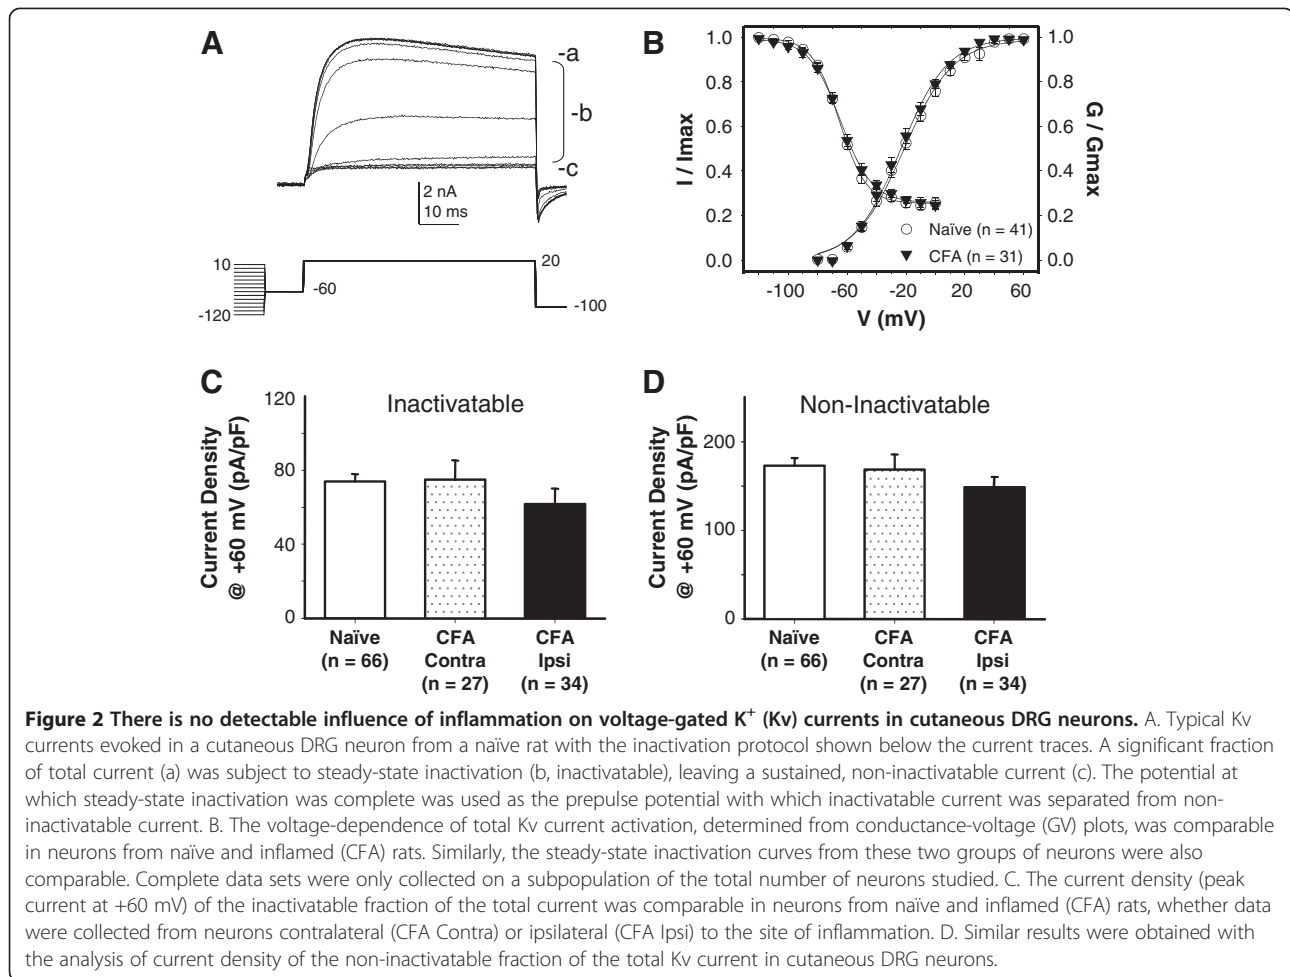 A
-a
-b
-c
2 nA
10 ms
10
-120
-60
20
-100
B
I / Imax
1.0
0.8
0.6
0.4
0.2
0.0
1.0
0.8
0.6
0.4
0.2
0.0
G / Gmax
Naïve (n = 41)
CFA (n = 31)
-100 -60 -20 20 60
V (mV)
C
Inactivatable
Current Density
@ +60 mV (pA/pF)
120
80
40
0
Naïve
(n = 66)
CFA
Contra
(n = 27)
CFA
Ipsi
(n = 34)
D
Non-Inactivatable
Current Density
@ +60 mV (pA/pF)
200
100
0
Naïve
(n = 66)
CFA
Contra
(n = 27)
CFA
Ipsi
(n = 34)
Figure 2 There is no detectable influence of inflammation on voltage-gated K+ (Kv) currents in cutaneous DRG neurons. A. Typical Kv
currents evoked in a cutaneous DRG neuron from a naïve rat with the inactivation protocol shown below the current traces. A significant fraction
of total current (a) was subject to steady-state inactivation (b, inactivatable), leaving a sustained, non-inactivatable current (c). The potential at
which steady-state inactivation was complete was used as the prepulse potential with which inactivatable current was separated from non-
inactivatable current. B. The voltage-dependence of total Kv current activation, determined from conductance-voltage (GV) plots, was comparable
in neurons from naïve and inflamed (CFA) rats. Similarly, the steady-state inactivation curves from these two groups of neurons were also
comparable. Complete data sets were only collected on a subpopulation of the total number of neurons studied. C. The current density (peak
current at +60 mV) of the inactivatable fraction of the total current was comparable in neurons from naïve and inflamed (CFA) rats, whether data
were collected from neurons contralateral (CFA Contra) or ipsilateral (CFA Ipsi) to the site of inflammation. D. Similar results were obtained with
the analysis of current density of the non-inactivatable fraction of the total Kv current in cutaneous DRG neurons.